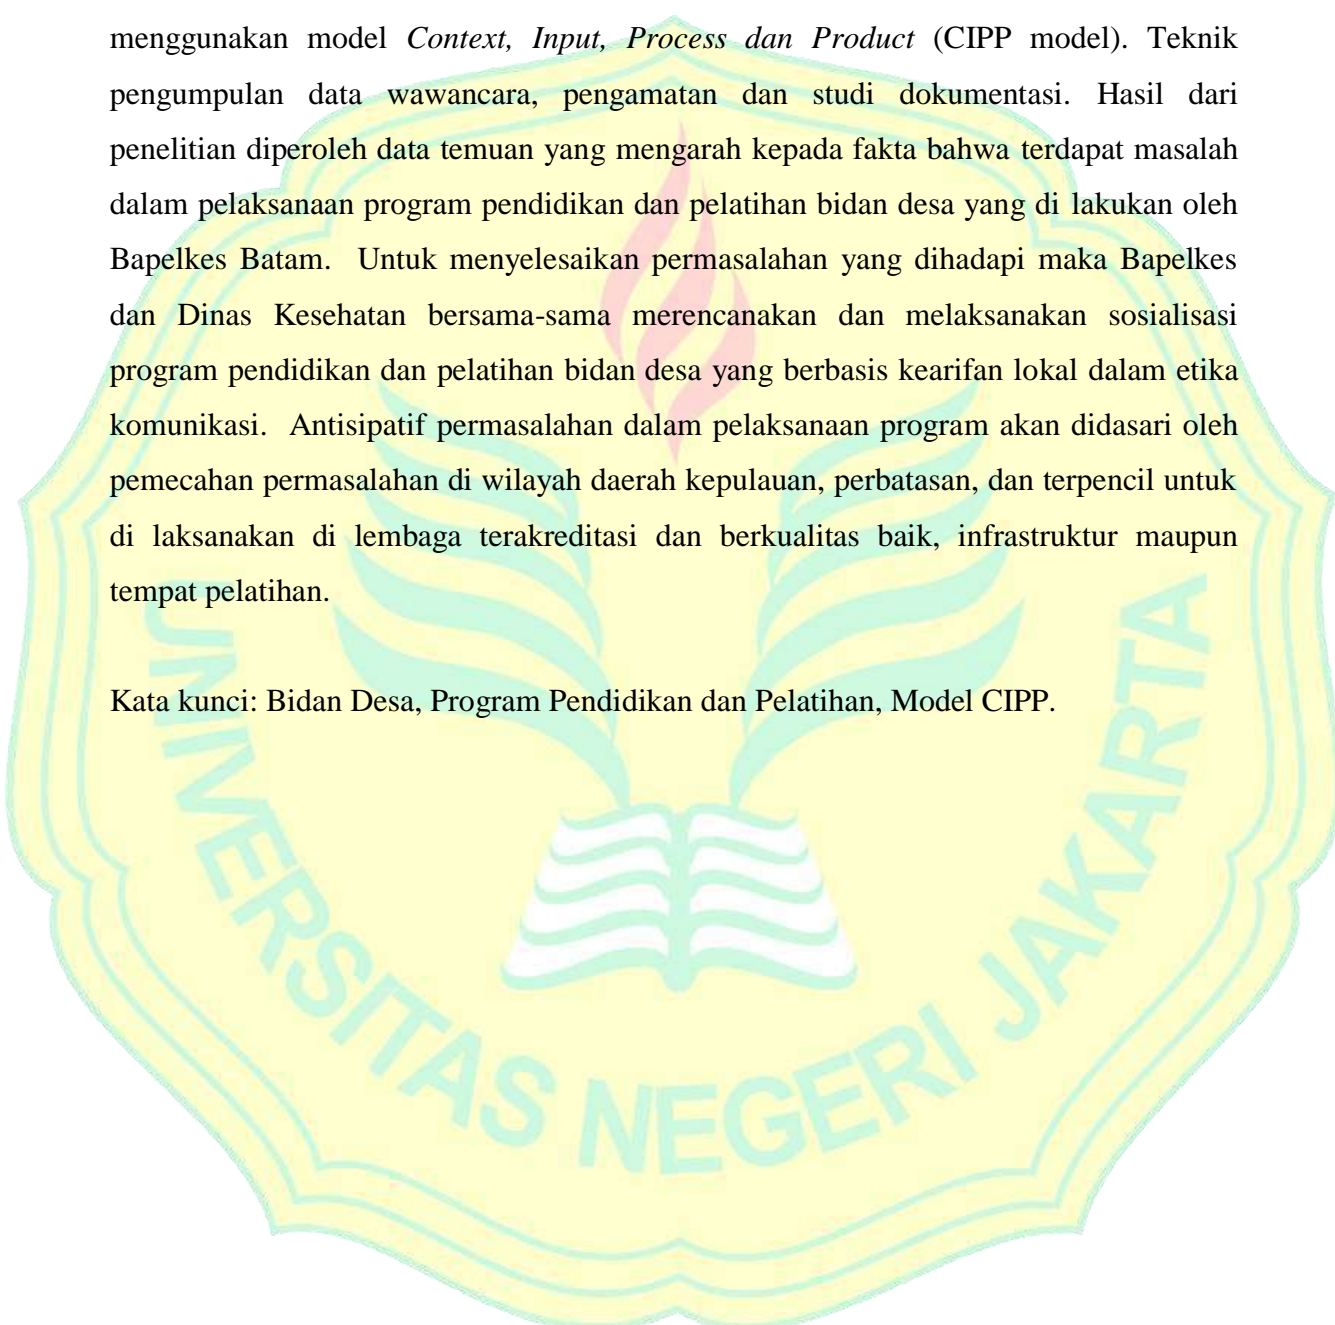 menggunakan model Context, Input, Process dan Product (CIPP model). Teknik
pengumpulan data wawancara, pengamatan dan studi dokumentasi. Hasil dari
penelitian diperoleh data temuan yang mengarah kepada fakta bahwa terdapat masalah
dalam pelaksanaan program pendidikan dan pelatihan bidan desa yang di lakukan oleh
Bapelkes Batam. Untuk menyelesaikan permasalahan yang dihadapi maka Bapelkes
dan Dinas Kesehatan bersama-sama merencanakan dan melaksanakan sosialisasi
program pendidikan dan pelatihan bidan desa yang berbasis kearifan lokal dalam etika
komunikasi. Antisipatif permasalahan dalam pelaksanaan program akan didasari oleh
pemecahan permasalahan di wilayah daerah kepulauan, perbatasan, dan terpencil untuk
di laksanakan di lembaga terakreditasi dan berkualitas baik, infrastruktur maupun
tempat pelatihan.
Kata kunci: Bidan Desa, Program Pendidikan dan Pelatihan, Model CIPP.
UNIVERSITAS NEGERI JAKARTA